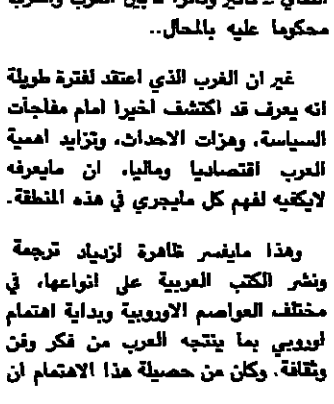 محكوما عليه بالمحال..
غير ان الغرب الذي اعتقد لفترة طويلة
انه يعرف قد اكتشف اخيرا امام مفاجآت
السياسة، وهزات الاحداث، وتزايد اهمية
العرب اقتصاديا وماليا، ان مايعرفه
لايكفيه لفهم كل مايجري في هذه المنطقة.
وهذا مايفسر ظاهرة ازدياد ترجمة
ونشر الكتب العربية على انواعها، في
مختلف العواصم الاوروبية وبداية اهتمام
اوروبي بما ينتجه العرب من فكر وفن
وثقافة. وكان من حصيلة هذا الاهتمام ان